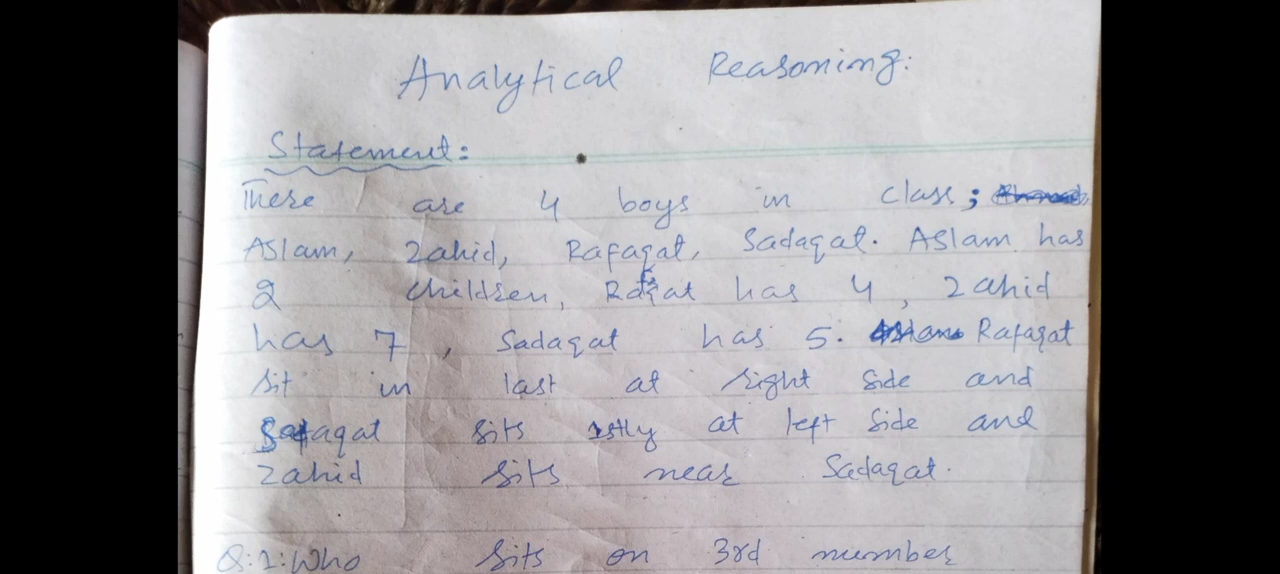 Analytical Reasoning:
Statement:
There are 4 boys in class;
Aslam, Zahid, Rafaqat, Sadaqat. Aslam has
2 children, Rafaqat has 4, Zahid
has 7, Sadaqat has 5. Rafaqat
sit in last at right side and
sits 1stly at left side and
Zahid sits near Sadaqat.
Q:1: Who sits on 3rd number